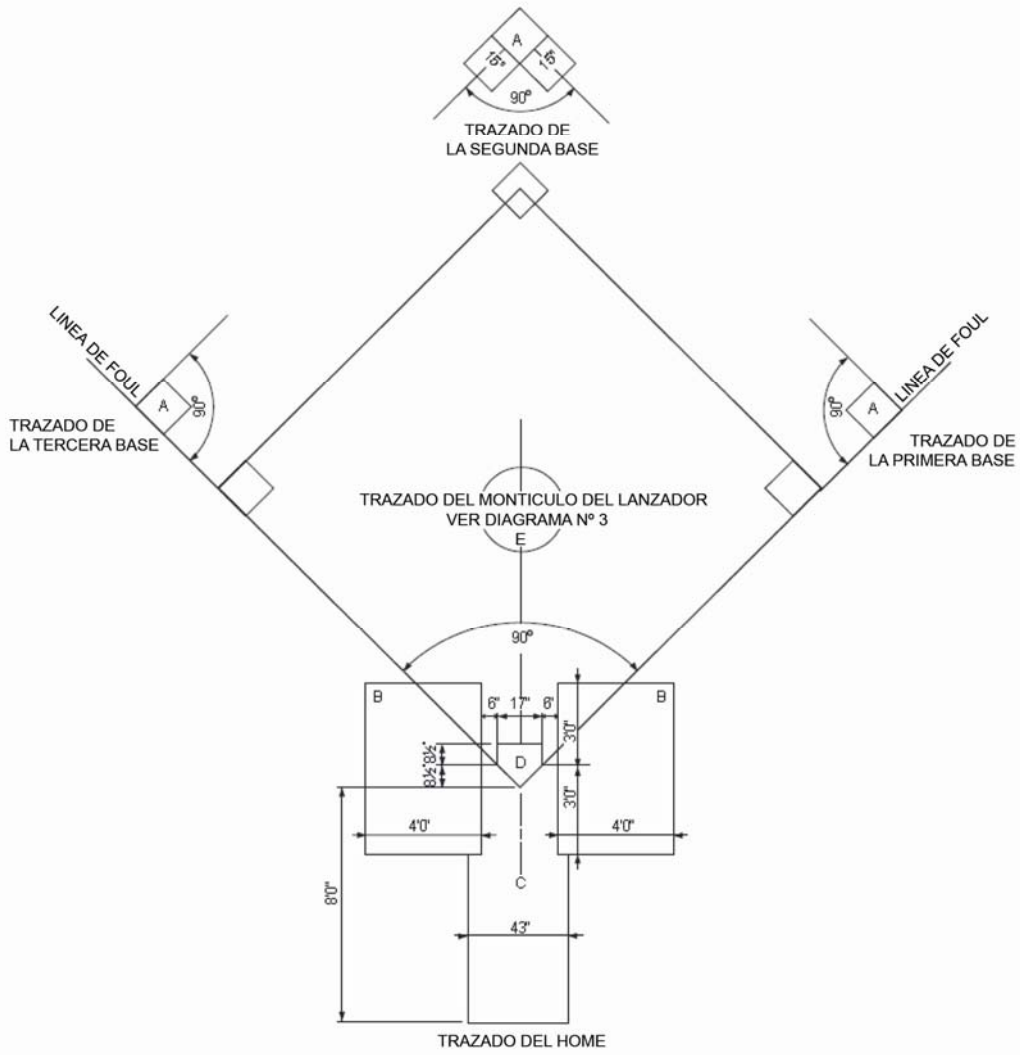 A
15"
15"
90º
TRAZADO DE
LA SEGUNDA BASE
LINEA DE FOUL
LINEA DE FOUL
A
90º
90º
A
TRAZADO DE
LA TERCERA BASE
TRAZADO DE
LA PRIMERA BASE
TRAZADO DEL MONTICULO DEL LANZADOR
VER DIAGRAMA Nº 3
E
90º
B
B
6" 17" 6'
3'0"
8½"
8½"
D
3'0"
4'0'
4'0"
C
8'0"
43"
TRAZADO DEL HOME